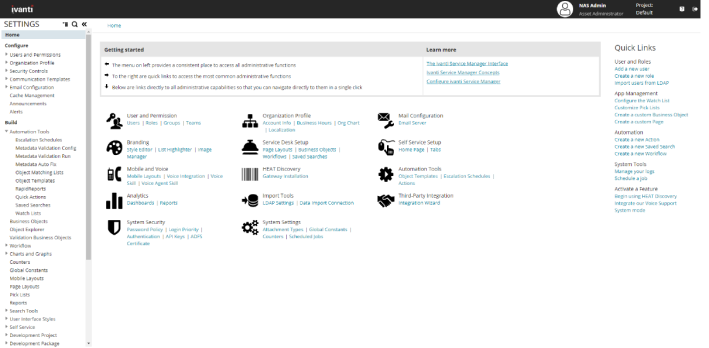 ivanti
NAS Admin
Asset Administrator
Project:
Default
SETTINGS
Home
Home
Configure
Users and Permissions
Organization Profile
Security Controls
Communication Templates
Email Configuration
Cache Management
Announcements
Alerts
Build
Automation Tools
Escalation Schedules
Metadata Validation Config
Metadata Validation Run
Metadata Auto Fix
Object Matching Lists
Object Templates
RapidReports
Quick Actions
Saved Searches
Watch Lists
Business Objects
Object Explorer
Validation Business Objects
Workflow
Charts and Graphs
Counters
Global Constants
Mobile Layouts
Page Layouts
Pick Lists
Reports
Search Tools
User Interface Styles
Self Service
Development Project
Development Package
Getting started
The menu on left provides a consistent place to access all administrative functions
To the right are quick links to access the most common administrative functions
Below are links directly to all administrative capabilities so that you can navigate directly to them in a single click
Learn more
The Ivanti Service Manager Interface
Ivanti Service Manager Concepts
Configure Ivanti Service Manager
User and Permission
Users | Roles | Groups | Teams
Organization Profile
Account Info | Business Hours | Org Chart
| Localization
Mail Configuration
Email Server
Branding
Style Editor | List Highlighter | Image
Manager
Service Desk Setup
Page Layouts | Business Objects |
Workflows | Saved Searches
Self Service Setup
Home Page | Tabs
Mobile and Voice
Mobile Layouts | Voice Integration | Voice
Skill | Voice Agent Skill
HEAT Discovery
Gateway Installation
Automation Tools
Object Templates | Escalation Schedules |
Actions
Analytics
Dashboards | Reports
Import Tools
LDAP Settings | Data Import Connection
Third-Party Integration
Integration Wizard
System Security
Password Policy | Login Priority |
Authentication | API Keys | ADFS
Certificate
System Settings
Attachment Types | Global Constants |
Counters | Scheduled Jobs
Quick Links
User and Roles
Add a new user
Create a new role
Import users from LDAP
App Management
Configure the Watch List
Customize Pick Lists
Create a custom Business Object
Create a custom Page
Automation
Create a new Action
Create a new Saved Search
Create a new Workflow
System Tools
Manage your logs
Schedule a job
Activate a Feature
Begin using HEAT Discovery
Integrate our Voice Support
System mode